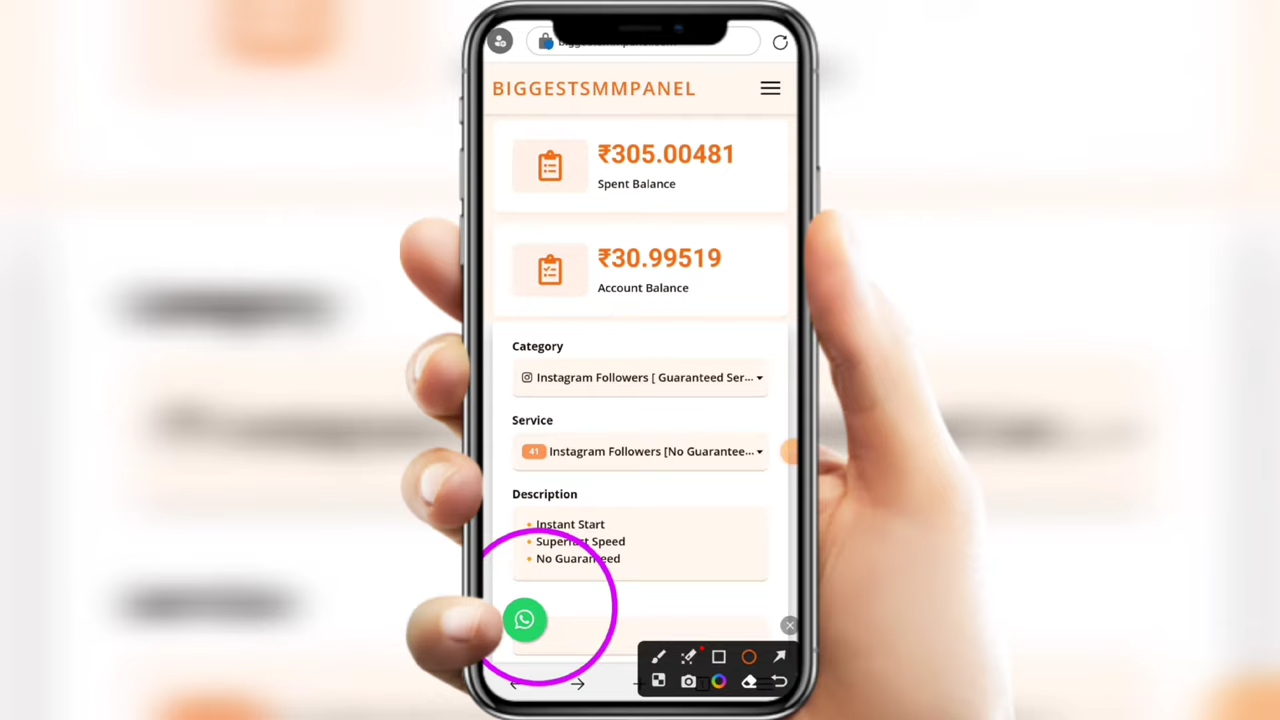 BIGGESTSMMPANEL
₹305.00481
Spent Balance
₹30.99519
Account Balance
Category
Instagram Followers [ Guaranteed Ser...
Service
41 Instagram Followers [No Guarantee...
Description
Instant Start
Superfast Speed
No Guaranteed